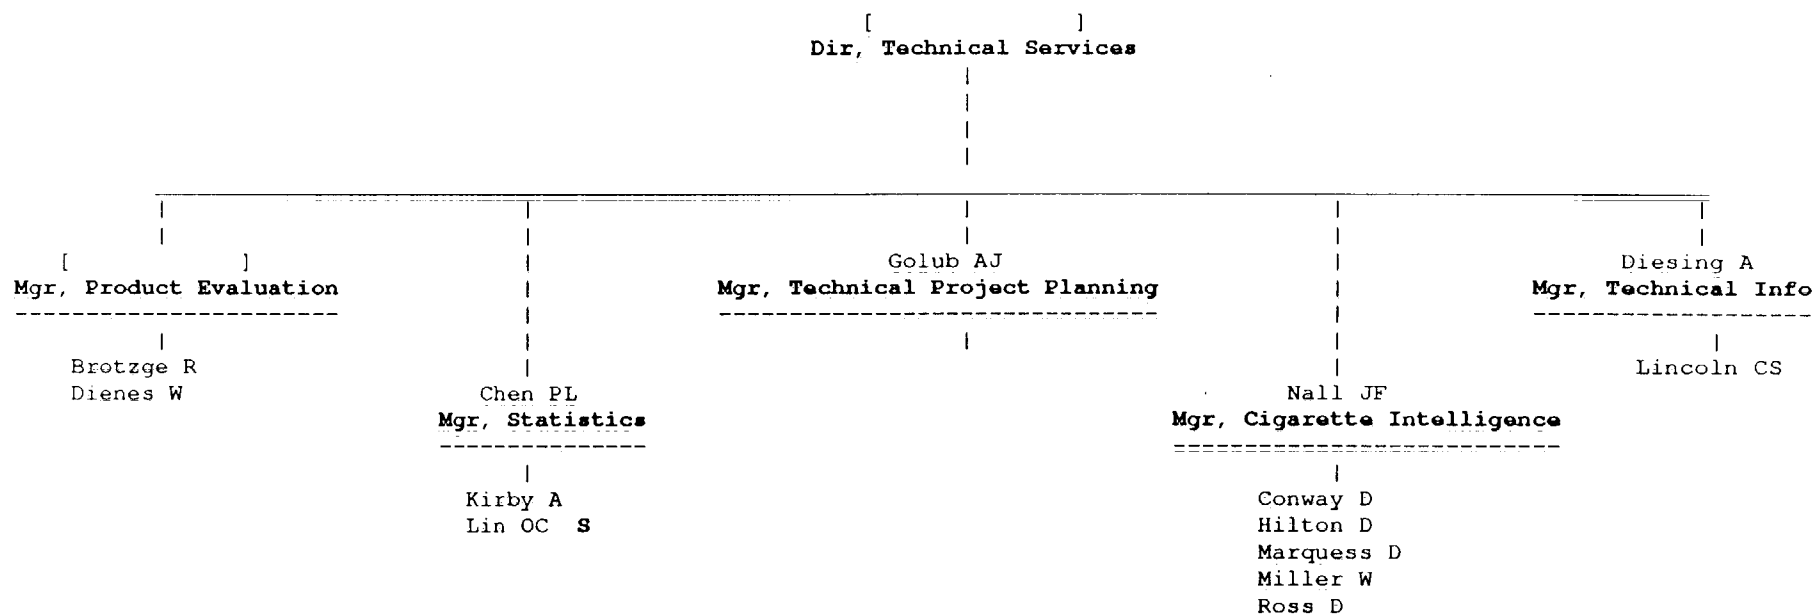 [ ]
Dir, Technical Services
[ ]
Mgr, Product Evaluation
Brotzge R
Dienes W
Chen PL
Mgr, Statistics
Kirby A
Lin OC S
Golub AJ
Mgr, Technical Project Planning
Nall JF
Mgr, Cigarette Intelligence
Conway D
Hilton D
Marquess D
Miller W
Ross D
Diesing A
Mgr, Technical Info
Lincoln CS